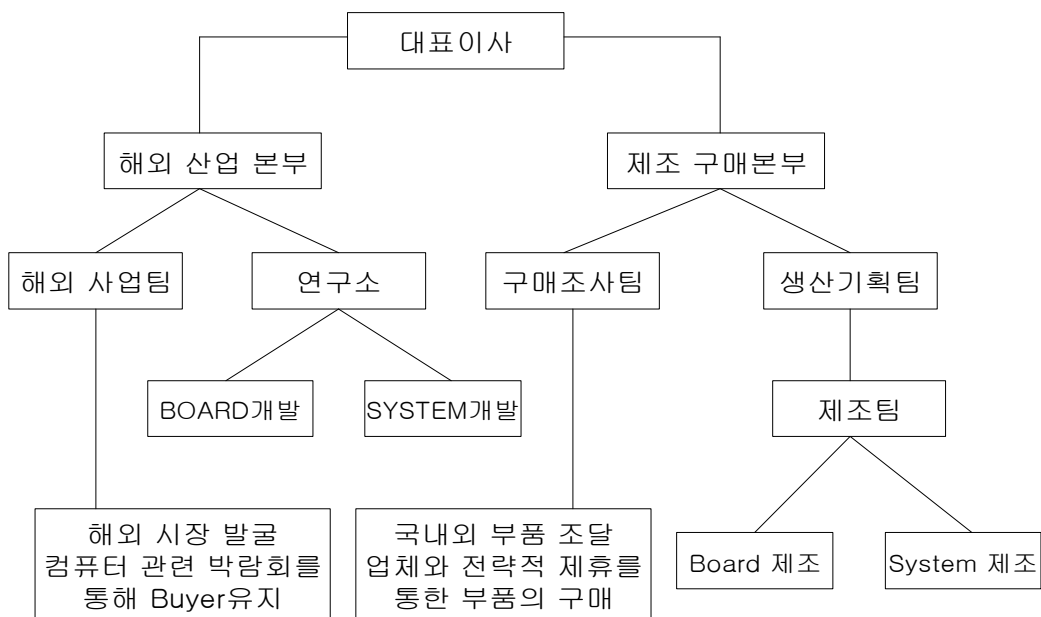 대표이사
해외 산업 본부
제조 구매본부
해외 사업팀
연구소
구매조사팀
생산기획팀
BOARD개발
SYSTEM개발
제조팀
해외 시장 발굴
컴퓨터 관련 박람회를
통해 Buyer유지
국내외 부품 조달
업체와 전략적 제휴를
통한 부품의 구매
Board 제조
System 제조